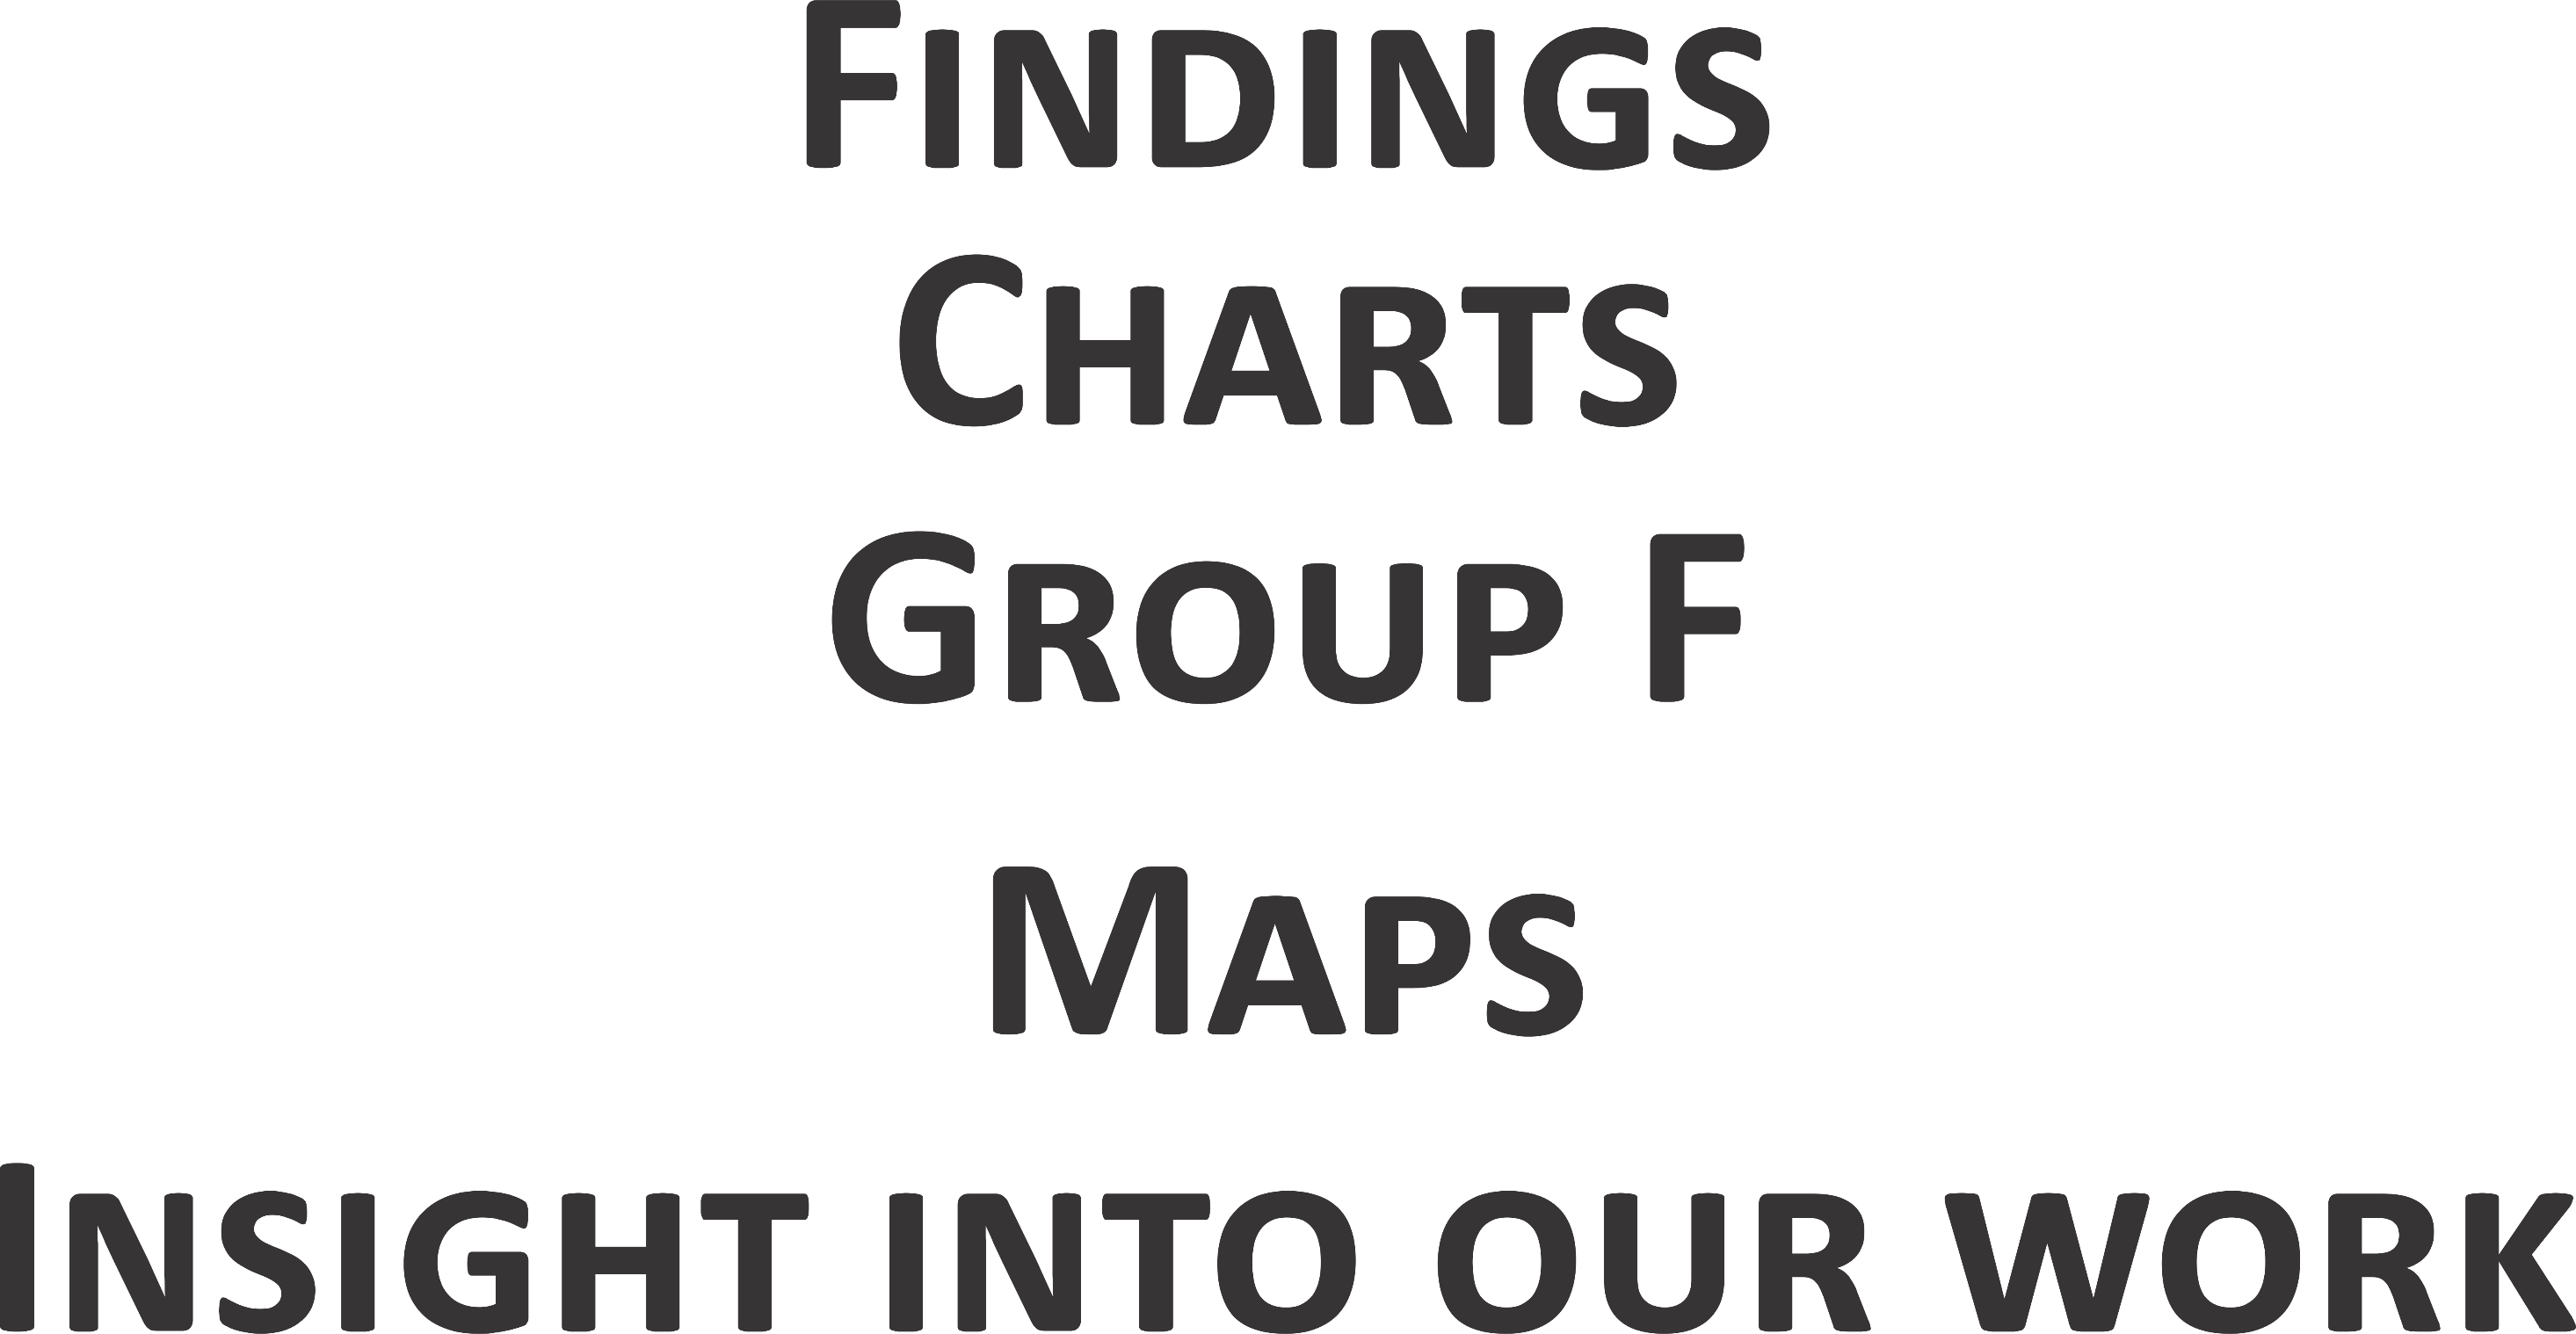 Findings
Charts
Group F
Maps
Insight into our work